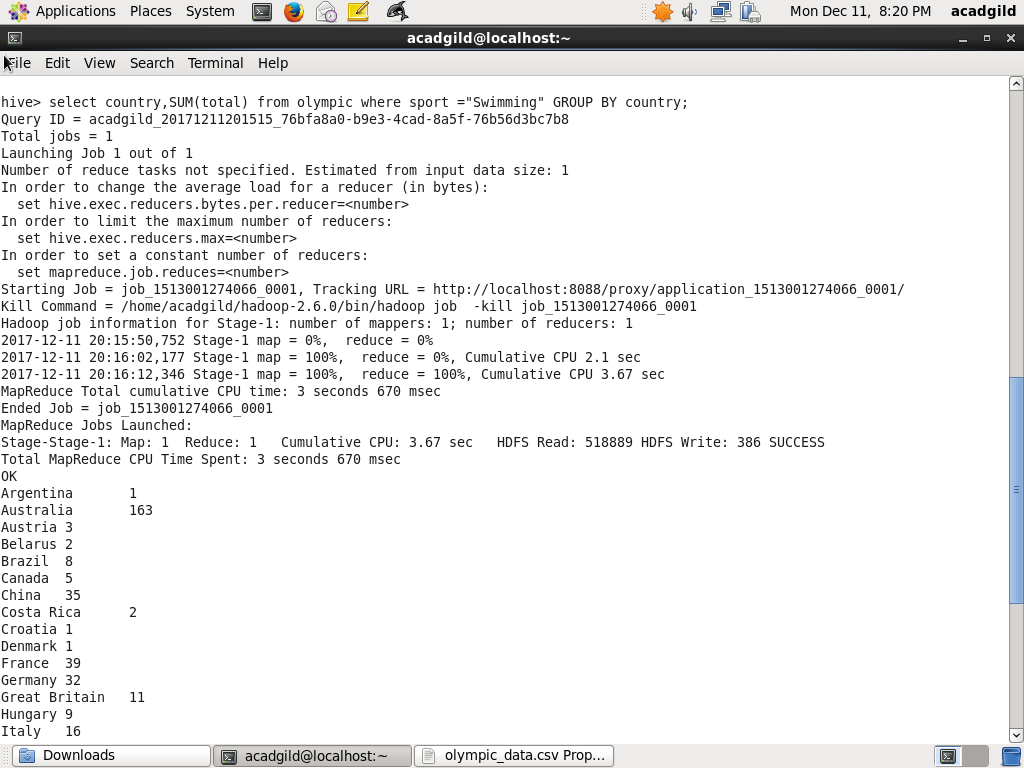 Applications Places System Mon Dec 11, 8:20 PM acadgild
acadgild@localhost:~
File Edit View Search Terminal Help
hive> select country,SUM(total) from olympic where sport ="Swimming" GROUP BY country;
Query ID = acadgild_20171211201515_76bfa8a0-b9e3-4cad-8a5f-76b56d3bc7b8
Total jobs = 1
Launching Job 1 out of 1
Number of reduce tasks not specified. Estimated from input data size: 1
In order to change the average load for a reducer (in bytes):
  set hive.exec.reducers.bytes.per.reducer=<number>
In order to limit the maximum number of reducers:
  set hive.exec.reducers.max=<number>
In order to set a constant number of reducers:
  set mapreduce.job.reduces=<number>
Starting Job = job_1513001274066_0001, Tracking URL = http://localhost:8088/proxy/application_1513001274066_0001/
Kill Command = /home/acadgild/hadoop-2.6.0/bin/hadoop job  -kill job_1513001274066_0001
Hadoop job information for Stage-1: number of mappers: 1; number of reducers: 1
2017-12-11 20:15:50,752 Stage-1 map = 0%,  reduce = 0%
2017-12-11 20:16:02,177 Stage-1 map = 100%,  reduce = 0%, Cumulative CPU 2.1 sec
2017-12-11 20:16:12,346 Stage-1 map = 100%,  reduce = 100%, Cumulative CPU 3.67 sec
MapReduce Total cumulative CPU time: 3 seconds 670 msec
Ended Job = job_1513001274066_0001
MapReduce Jobs Launched:
Stage-Stage-1: Map: 1  Reduce: 1   Cumulative CPU: 3.67 sec   HDFS Read: 518889 HDFS Write: 386 SUCCESS
Total MapReduce CPU Time Spent: 3 seconds 670 msec
OK
Argentina 1
Australia 163
Austria 3
Belarus 2
Brazil 8
Canada 5
China 35
Costa Rica 2
Croatia 1
Denmark 1
France 39
Germany 32
Great Britain 11
Hungary 9
Italy 16
Downloads acadgild@localhost:~ olympic_data.csv Prop...